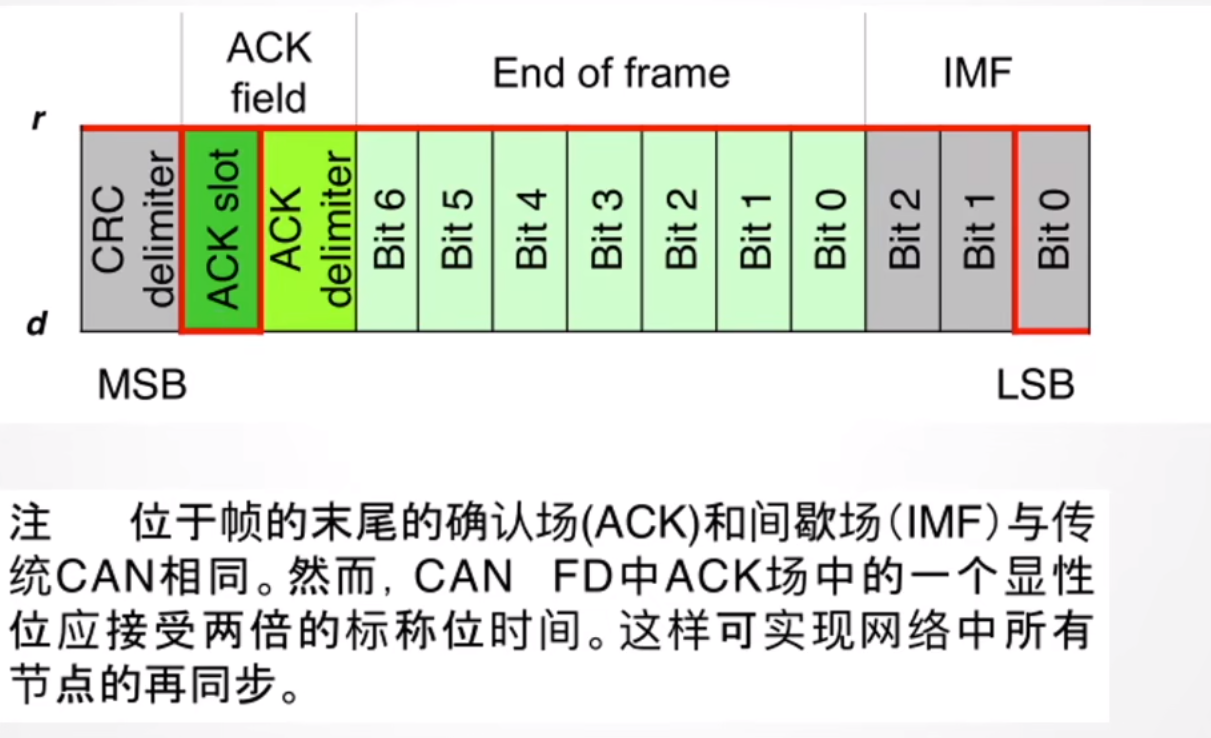 ACK
field
End of frame
IMF
r
CRC
delimiter
ACK slot
ACK
delimiter
Bit 6
Bit 5
Bit 4
Bit 3
Bit 2
Bit 1
Bit 0
Bit 2
Bit 1
Bit 0
d
MSB
LSB
注 位于帧的末尾的确认场(ACK)和间歇场(IMF)与传
统CAN相同。然而, CAN FD中ACK场中的一个显性
位应接受两倍的标称位时间。这样可实现网络中所有
节点的再同步。